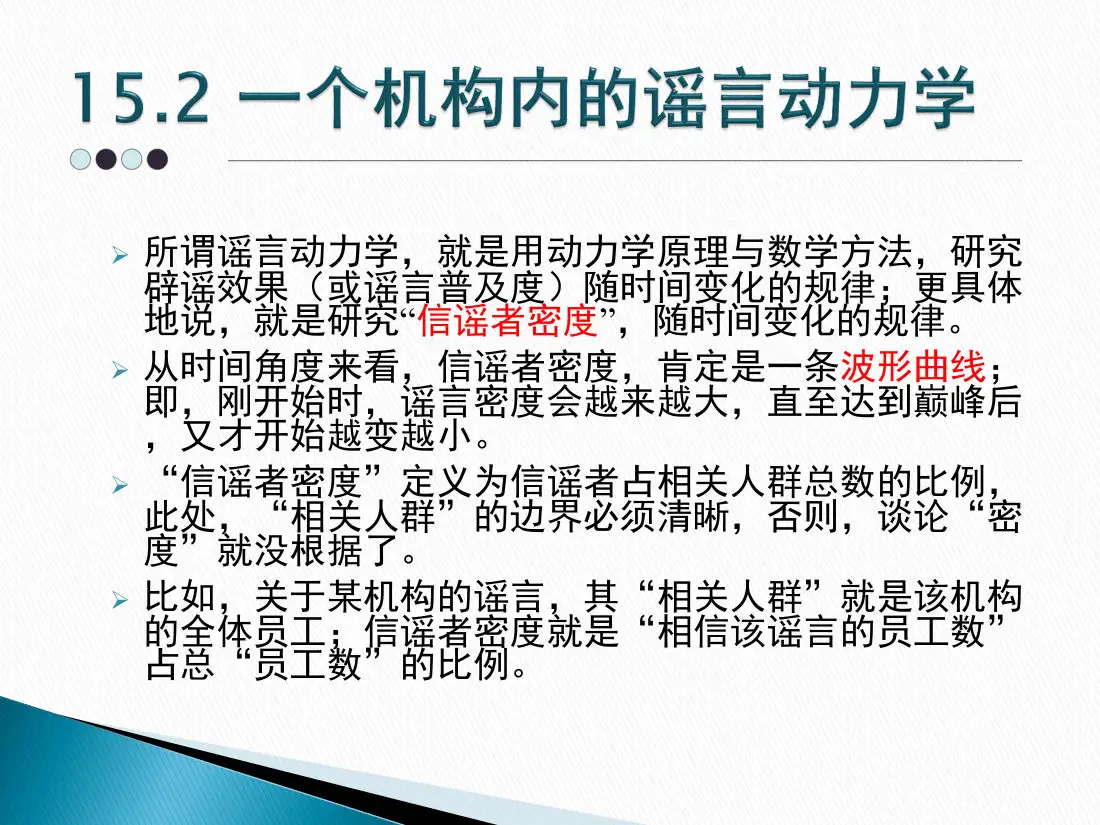 15.2 一个机构内的谣言动力学
所谓谣言动力学，就是用动力学原理与数学方法，研究
辟谣效果（或谣言普及度）随时间变化的规律；更具体
地说，就是研究“信谣者密度”，随时间变化的规律。
从时间角度来看，信谣者密度，肯定是一条波形曲线；
即，刚开始时，谣言密度会越来越大，直至达到巅峰后
，又才开始越变越小。
“信谣者密度”定义为信谣者占相关人群总数的比例，
此处，“相关人群”的边界必须清晰，否则，谈论“密
度”就没根据了。
比如，关于某机构的谣言，其“相关人群”就是该机构
的全体员工；信谣者密度就是“相信该谣言的员工数”
占总“员工数”的比例。